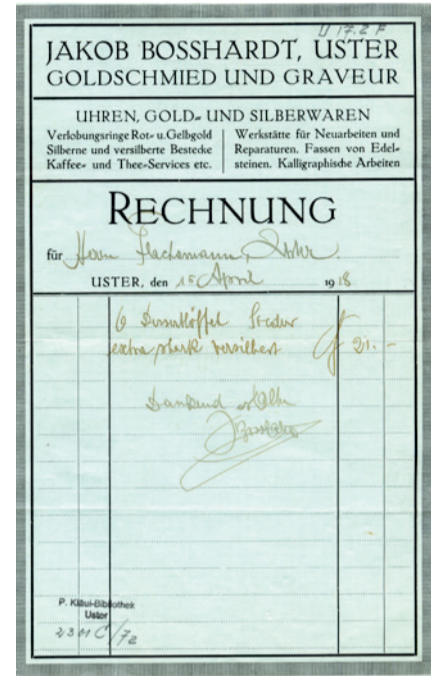 U 17.2 F
JAKOB BOSSHARDT, USTER
GOLDSCHMIED UND GRAVEUR
UHREN, GOLD- UND SILBERWAREN
Verlobungsringe Rot- u. Gelbgold
Silberne und versilberte Bestecke
Kaffee- und Thee-Services etc.
Werkstätte für Neuarbeiten und
Reparaturen. Fassen von Edel-
steinen. Kalligraphische Arbeiten
RECHNUNG
für Herrn Flachsmann, Uster.
USTER, den 15 April 1918
6 Dessertlöffel
extra stark versilbert 21.-
Dankend erhalten
P. Kläui-Bibliothek
Uster